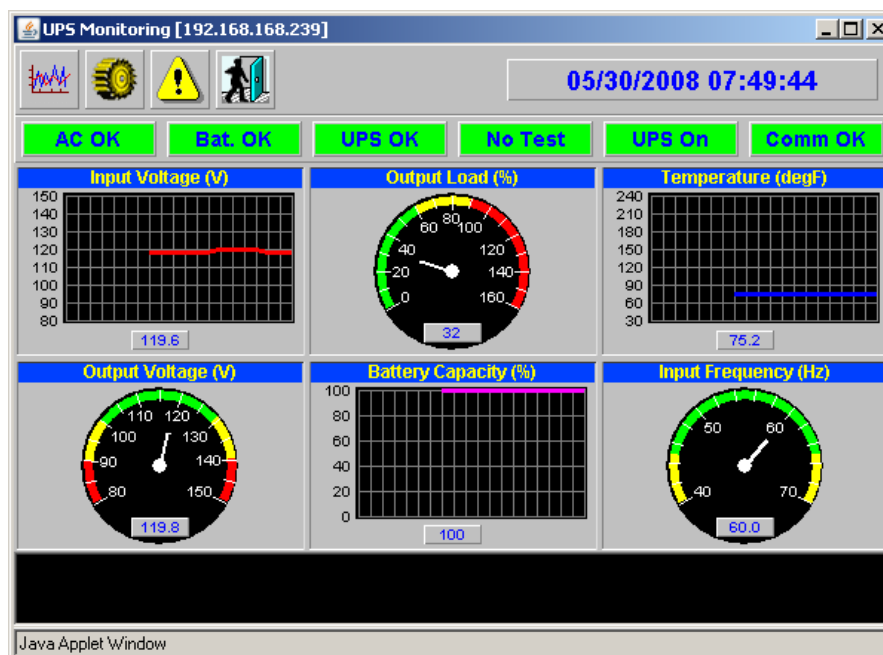 UPS Monitoring [192.168.168.239]
05/30/2008 07:49:44
AC OK Bat. OK UPS OK No Test UPS On Comm OK
Input Voltage (V)
150
140
130
120
110
100
90
80
119.6
Output Load (%)
0 20 40 60 80 100 120 140 160
32
Temperature (degF)
240
210
180
150
120
90
60
30
75.2
Output Voltage (V)
80 90 100 110 120 130 140 150
119.8
Battery Capacity (%)
100
80
60
40
20
0
100
Input Frequency (Hz)
40 50 60 70
60.0
Java Applet Window